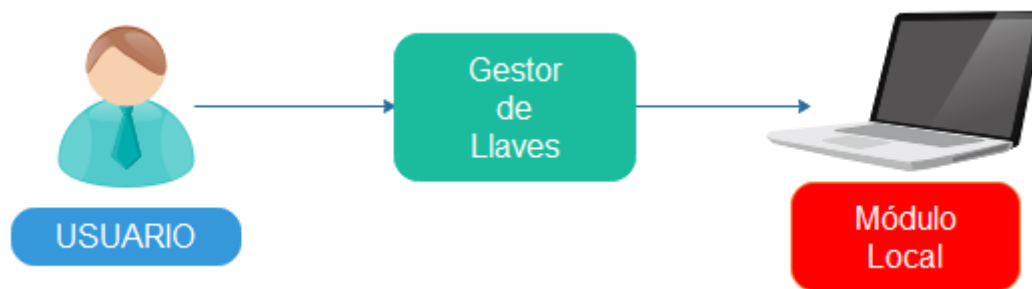 Gestor
de
Llaves
USUARIO
Módulo
Local